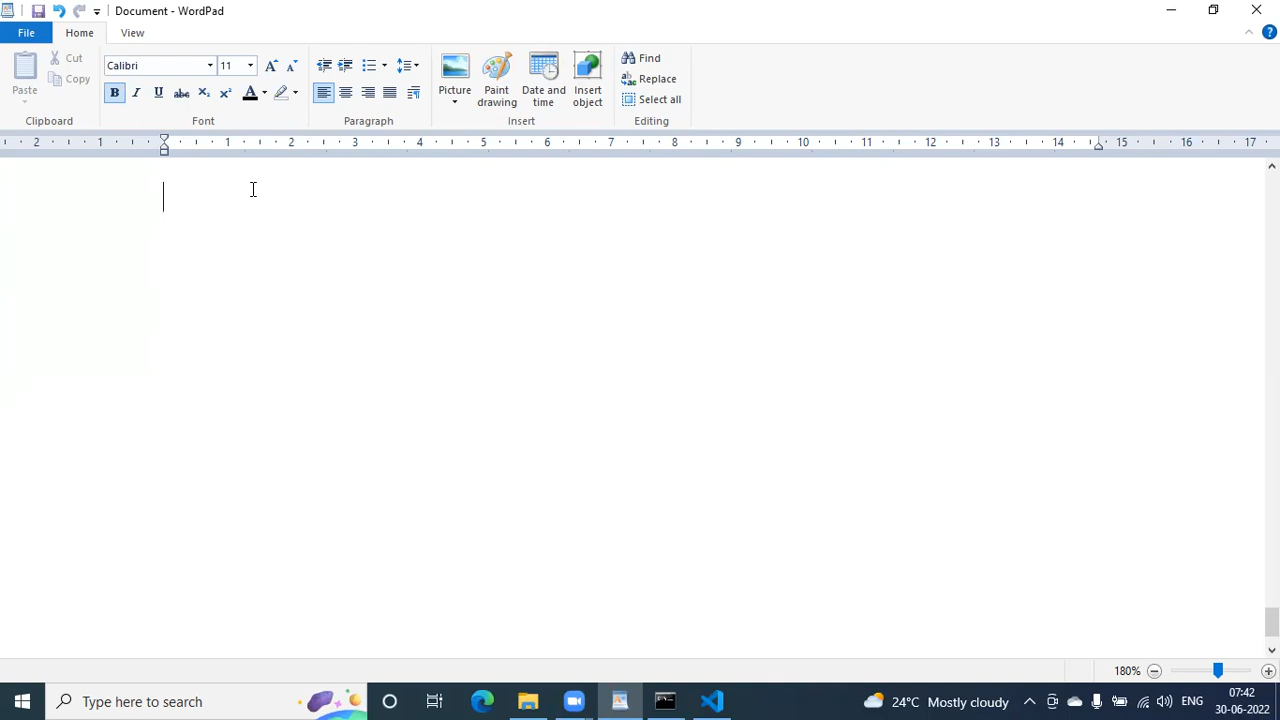 Document - WordPad
File Home View
Paste Cut Copy Clipboard
Calibri 11
B I U abc X₂ X² A
Font
Paragraph
Picture Paint drawing Date and time Insert object
Insert
Find
Replace
Select all
Editing
2 1 1 2 3 4 5 6 7 8 9 10 11 12 13 14 15 16 17
180%
Type here to search
24°C Mostly cloudy
ENG
07:42
30-06-2022